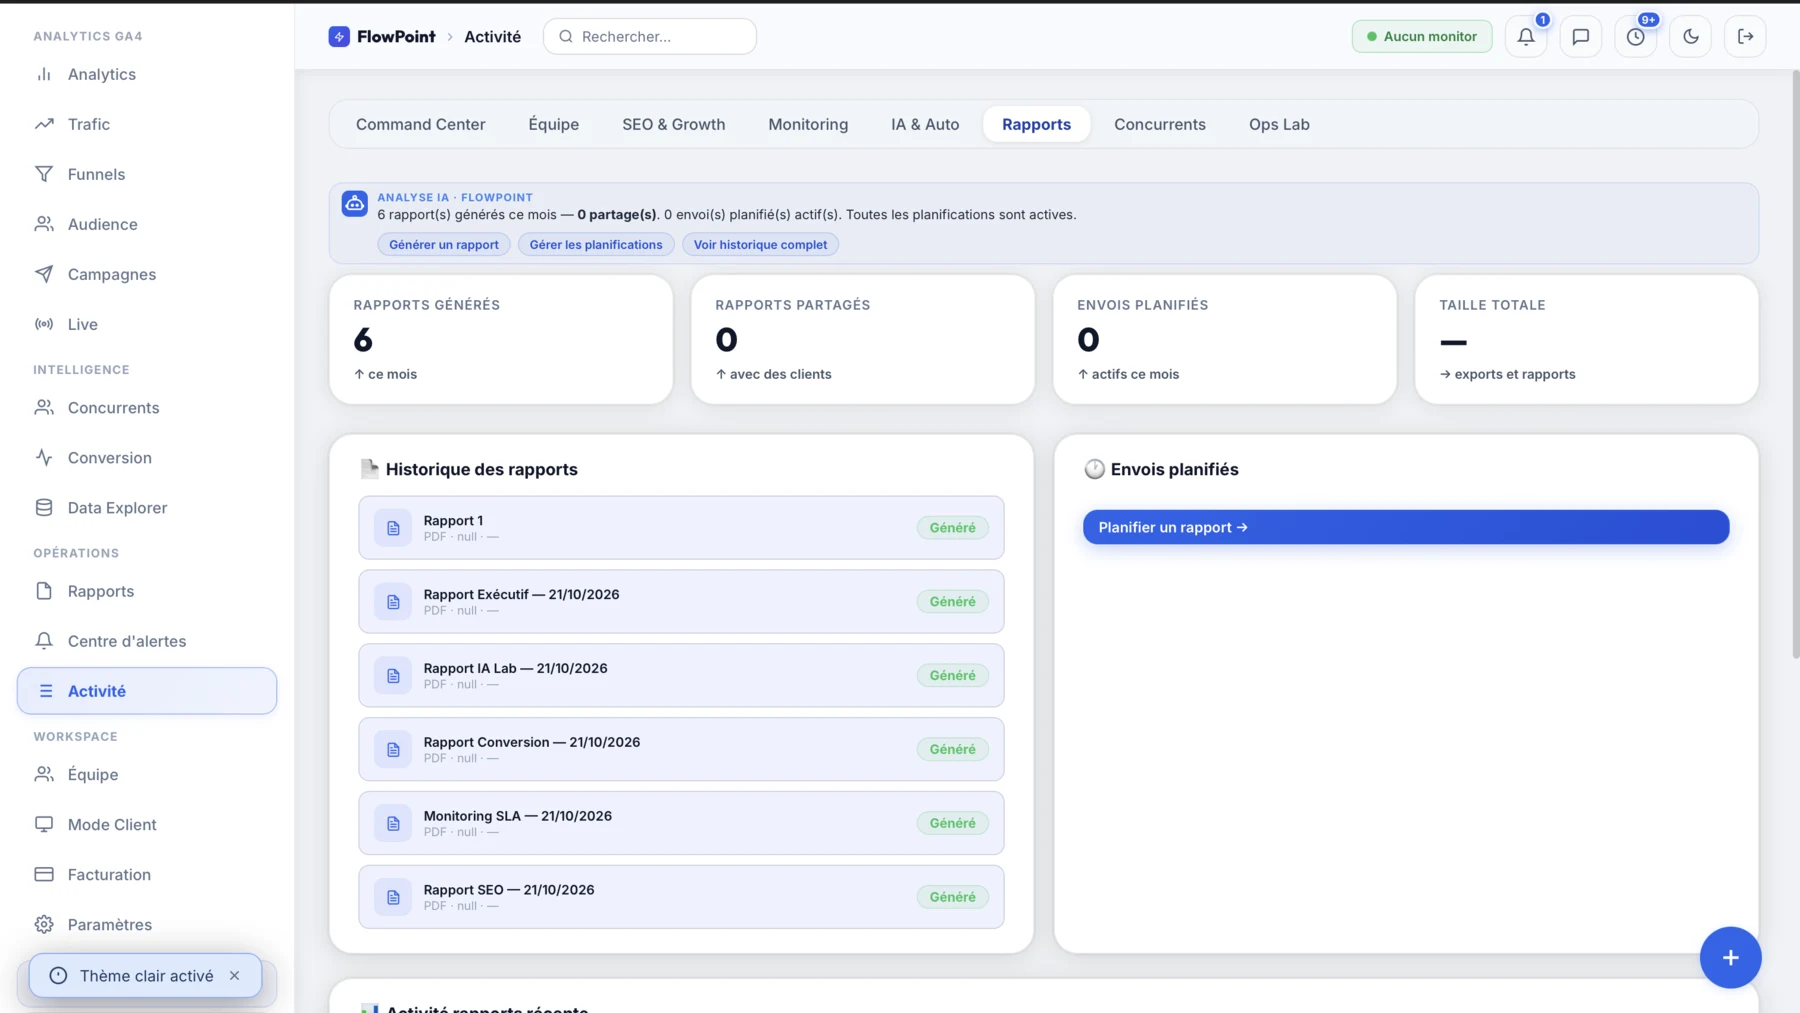 ANALYTICS GA4
Analytics
Trafic
Funnels
Audience
Campagnes
Live
INTELLIGENCE
Concurrents
Conversion
Data Explorer
OPÉRATIONS
Rapports
Centre d'alertes
Activité
WORKSPACE
Équipe
Mode Client
Facturation
Paramètres
Thème clair activé
FlowPoint › Activité
Rechercher...
Aucun monitor
1
9+
Command Center Équipe SEO & Growth Monitoring IA & Auto Rapports Concurrents Ops Lab
ANALYSE IA · FLOWPOINT
6 rapport(s) générés ce mois — 0 partage(s). 0 envoi(s) planifié(s) actif(s). Toutes les planifications sont actives.
Générer un rapport Gérer les planifications Voir historique complet
RAPPORTS GÉNÉRÉS
6
↑ ce mois
RAPPORTS PARTAGÉS
0
↑ avec des clients
ENVOIS PLANIFIÉS
0
↑ actifs ce mois
TAILLE TOTALE
—
→ exports et rapports
Historique des rapports
Rapport 1
PDF · null · —
Généré
Rapport Exécutif — 21/10/2026
PDF · null · —
Généré
Rapport IA Lab — 21/10/2026
PDF · null · —
Généré
Rapport Conversion — 21/10/2026
PDF · null · —
Généré
Monitoring SLA — 21/10/2026
PDF · null · —
Généré
Rapport SEO — 21/10/2026
PDF · null · —
Généré
Envois planifiés
Planifier un rapport →
Activité rapports récente